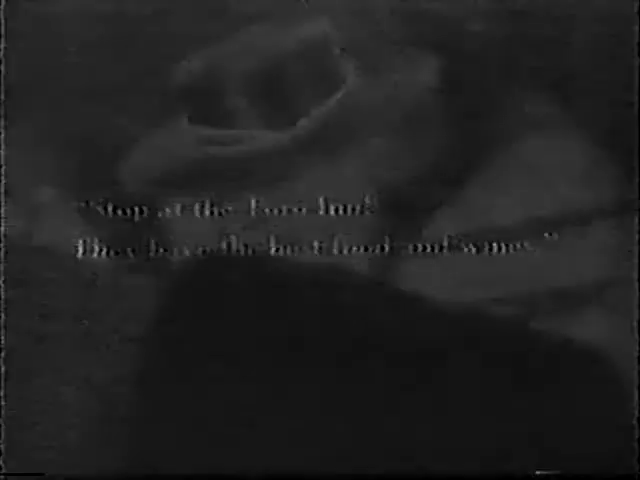 "Stop at the
They have the best food and wine."